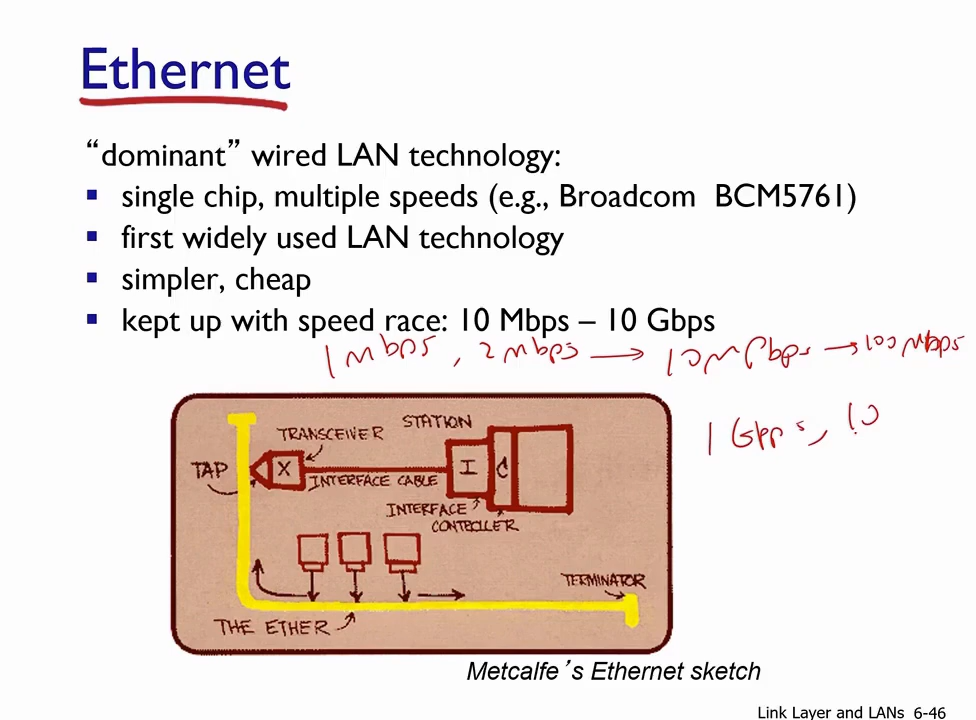 Ethernet
“dominant” wired LAN technology:
▪ single chip, multiple speeds (e.g., Broadcom BCM5761)
▪ first widely used LAN technology
▪ simpler, cheap
▪ kept up with speed race: 10 Mbps – 10 Gbps
1 Mbps, 2 Mbps → 10 Mbps → 100 Mbps
1 Gbps, 10
STATION
TRANSCEIVER
TAP X I C
INTERFACE CABLE
INTERFACE
CONTROLLER
TERMINATOR
THE ETHER
Metcalfe’s Ethernet sketch
Link Layer and LANs 6-46